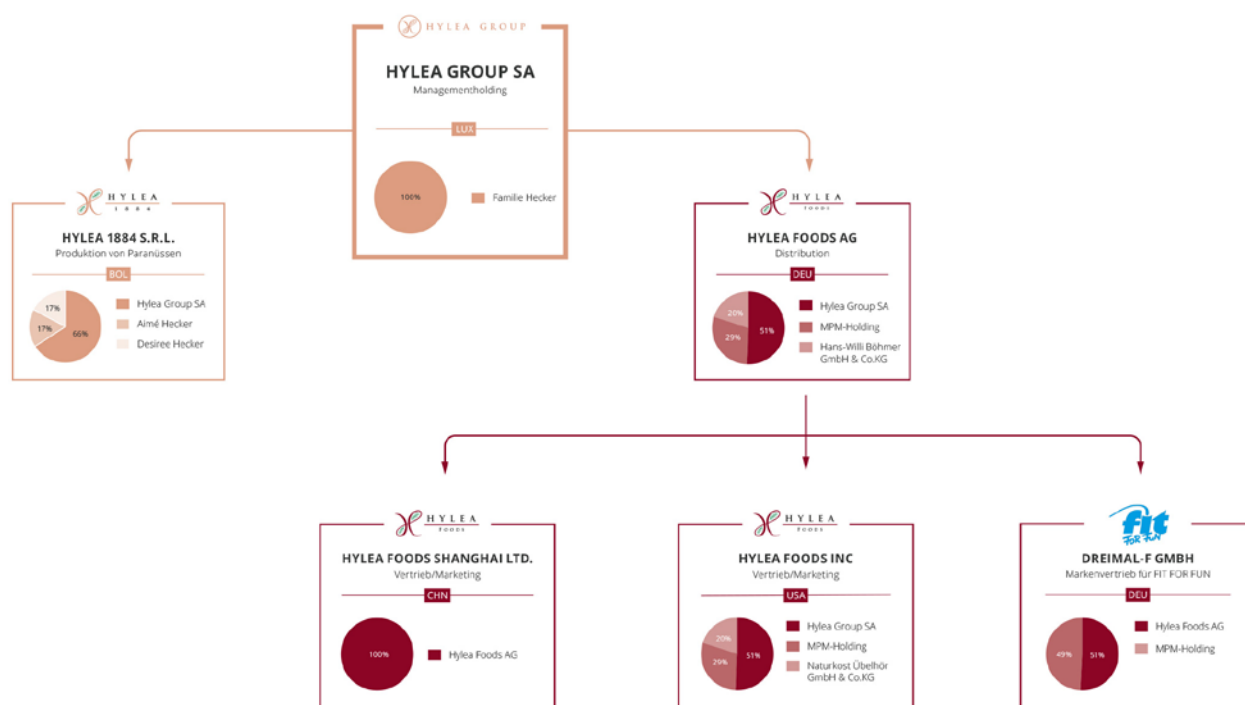 HYLEA GROUP
HYLEA GROUP SA
Managementholding
LUX
100%
Familie Hecker
HYLEA
1884
HYLEA 1884 S.R.L.
Produktion von Paranüssen
BOL
17%
17%
66%
Hylea Group SA
Aimé Hecker
Desiree Hecker
HYLEA
FOODS
HYLEA FOODS AG
Distribution
DEU
20%
29%
51%
Hylea Group SA
MPM-Holding
Hans-Willi Böhmer
GmbH & Co.KG
HYLEA
FOODS
HYLEA FOODS SHANGHAI LTD.
Vertrieb/Marketing
CHN
100%
Hylea Foods AG
HYLEA
FOODS
HYLEA FOODS INC
Vertrieb/Marketing
USA
20%
29%
51%
Hylea Group SA
MPM-Holding
Naturkost Übelhör
GmbH & Co.KG
fit
FOR FUN
DREIMAL-F GMBH
Markenvertrieb für FIT FOR FUN
DEU
49%
51%
Hylea Foods AG
MPM-Holding